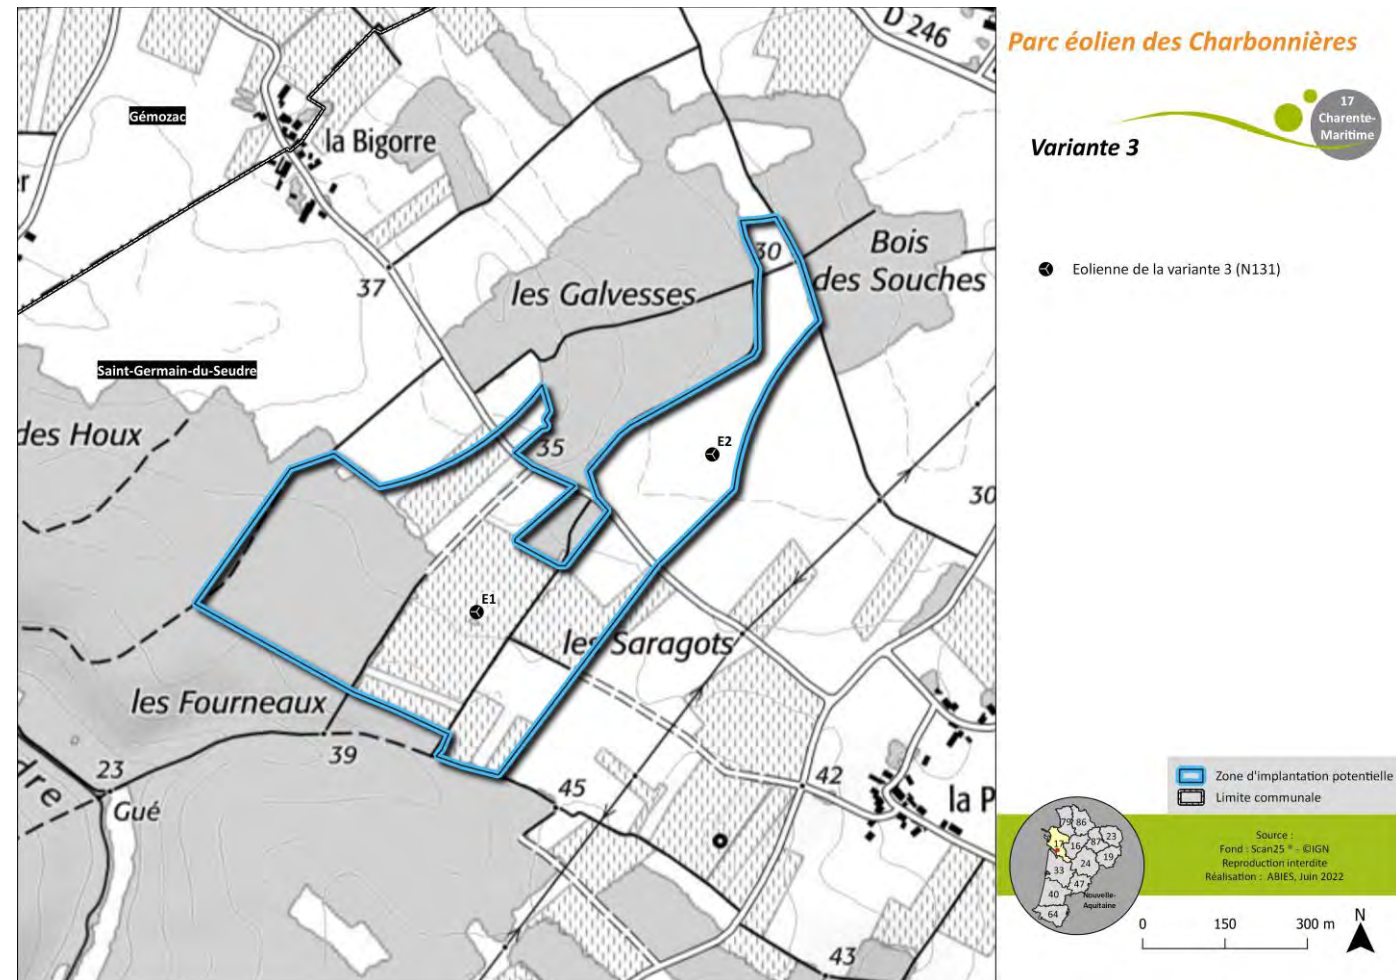 D 246
Gémozac
la Bigorre
er
37
30
Bois
des Souches
les Galvesses
Saint-Germain-du-Seudre
des Houx
35
E2
30
E1
les Saragots
les Fourneaux
39
23
Gué
dre
45
42
la P
43
Parc éolien des Charbonnières
17
Charente-
Maritime
Variante 3
Eolienne de la variante 3 (N131)
Zone d'implantation potentielle
Limite communale
79 86
17 16 87 23
19
24
33
47
40
64
Nouvelle-
Aquitaine
Source :
Fond : Scan25 ® - ©IGN
Reproduction interdite
Réalisation : ABIES, Juin 2022
0 150 300 m
N